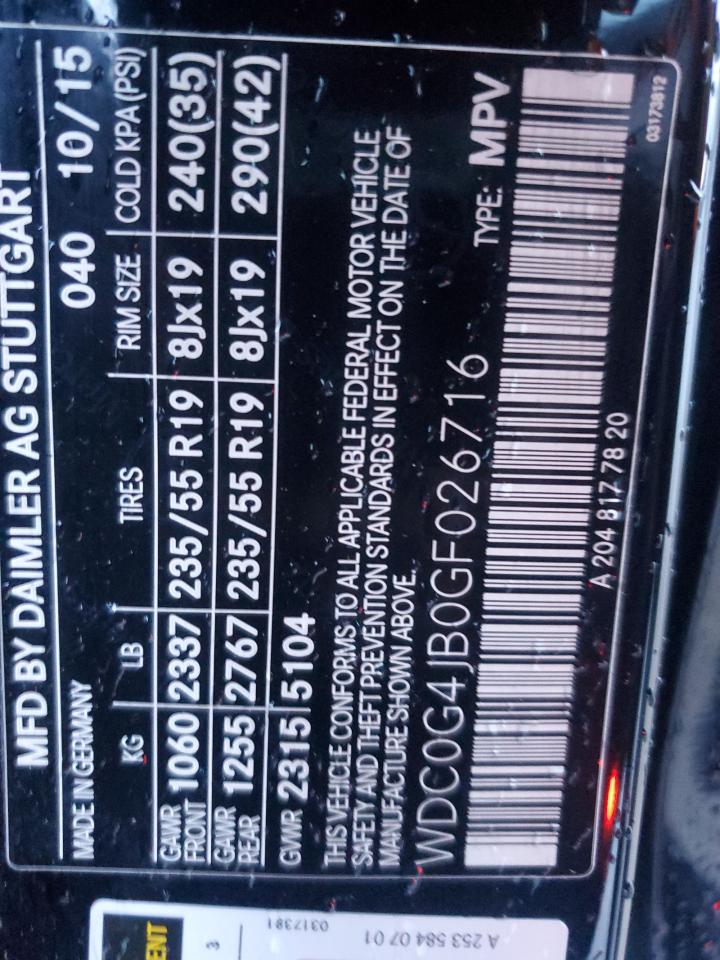 MFD BY DAIMLER AG STUTTGART
MADE IN GERMANY 040 10/15
KG LB TIRES RIM SIZE COLD KPA (PSI)
GAWR FRONT 1060 2337 235/55 R19 8Jx19 240(35)
GAWR REAR 1255 2767 235/55 R19 8Jx19 290(42)
GVWR 2315 5104
THIS VEHICLE CONFORMS TO ALL APPLICABLE FEDERAL MOTOR VEHICLE
SAFETY AND THEFT PREVENTION STANDARDS IN EFFECT ON THE DATE OF
MANUFACTURE SHOWN ABOVE.
WDC0G4JB0GF026716 TYPE: MPV
A 204 817 78 20
03173812
ENT
3
0317381
A 253 584 07 01